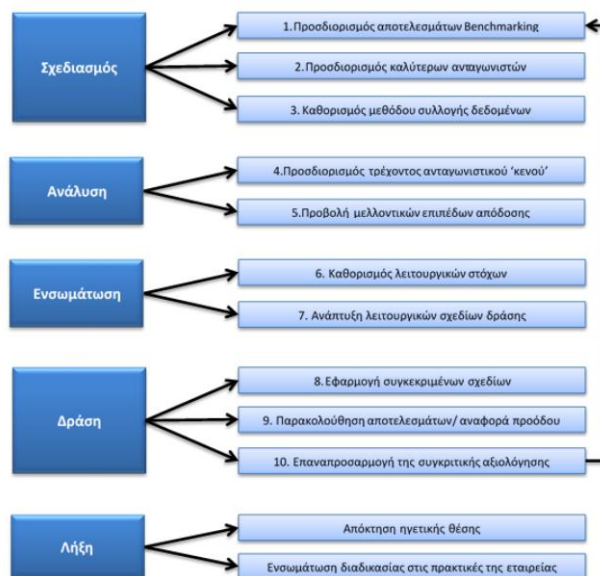 Σχεδιασμός
1.Προσδιορισμός αποτελεσμάτων Benchmarking
2.Προσδιορισμός καλύτερων ανταγωνιστών
3. Καθορισμός μεθόδου συλλογής δεδομένων
Ανάλυση
4.Προσδιορισμός τρέχοντος ανταγωνιστικού ‘κενού’
5.Προβολή μελλοντικών επιπέδων απόδοσης
Ενσωμάτωση
6. Καθορισμός λειτουργικών στόχων
7. Ανάπτυξη λειτουργικών σχεδίων δράσης
Δράση
8.Εφαρμογή συγκεκριμένων σχεδίων
9. Παρακολούθηση αποτελεσμάτων/ αναφορά προόδου
10. Επαναπροσαρμογή της συγκριτικής αξιολόγησης
Λήξη
Απόκτηση ηγετικής θέσης
Ενσωμάτωση διαδικασίας στις πρακτικές της εταιρείας